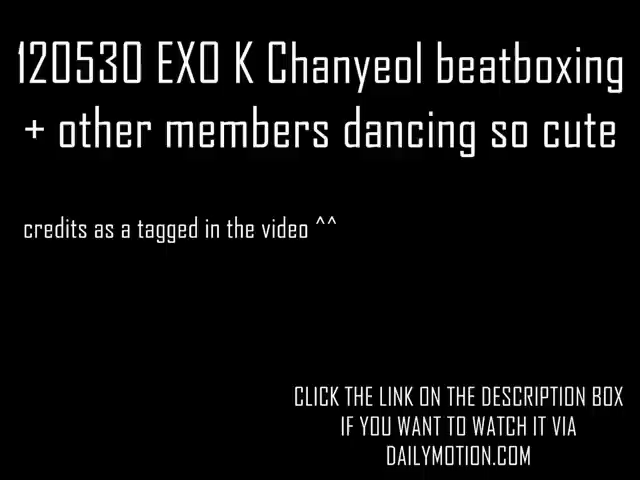 120530 EXO K Chanyeol beatboxing
+ other members dancing so cute
credits as a tagged in the video ^^
CLICK THE LINK ON THE DESCRIPTION BOX
IF YOU WANT TO WATCH IT VIA
DAILYMOTION.COM